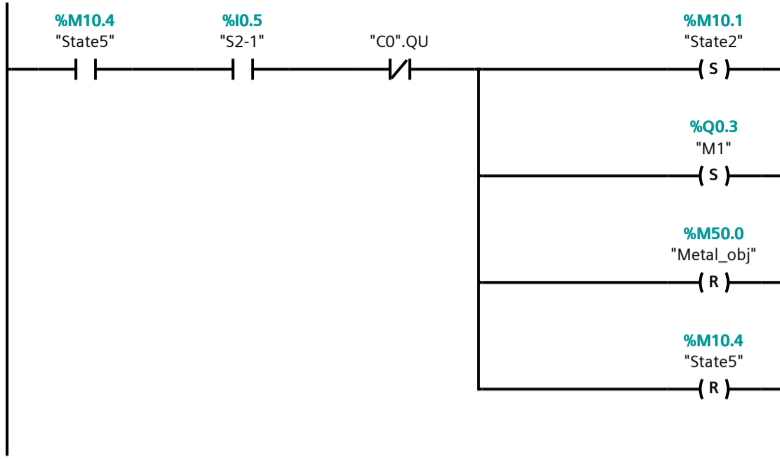 %M10.4
"State5"
%I0.5
"S2-1"
"C0".QU
%M10.1
"State2"
S
%Q0.3
"M1"
S
%M50.0
"Metal_obj"
R
%M10.4
"State5"
R